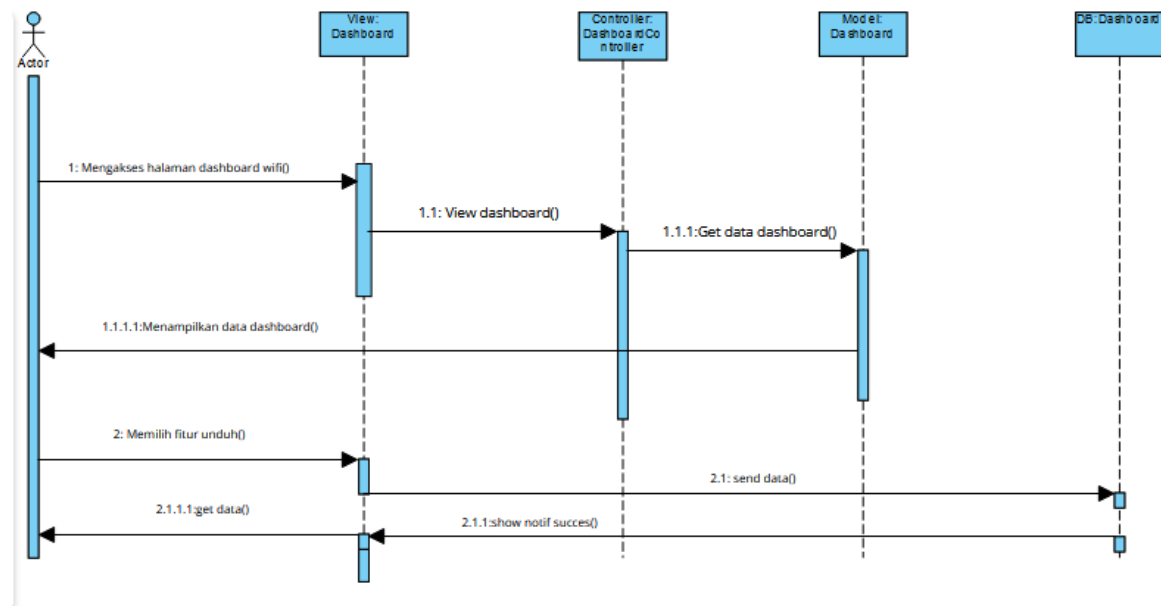 Actor
View:
Dashboard
Controller:
DashboardCo
ntroller
Model:
Dashboard
DB:Dashboard
1: Mengakses halaman dashboard wifi()
1.1: View dashboard()
1.1.1:Get data dashboard()
1.1.1.1:Menampilkan data dashboard()
2: Memilih fitur unduh()
2.1: send data()
2.1.1.1:get data()
2.1.1:show notif succes()